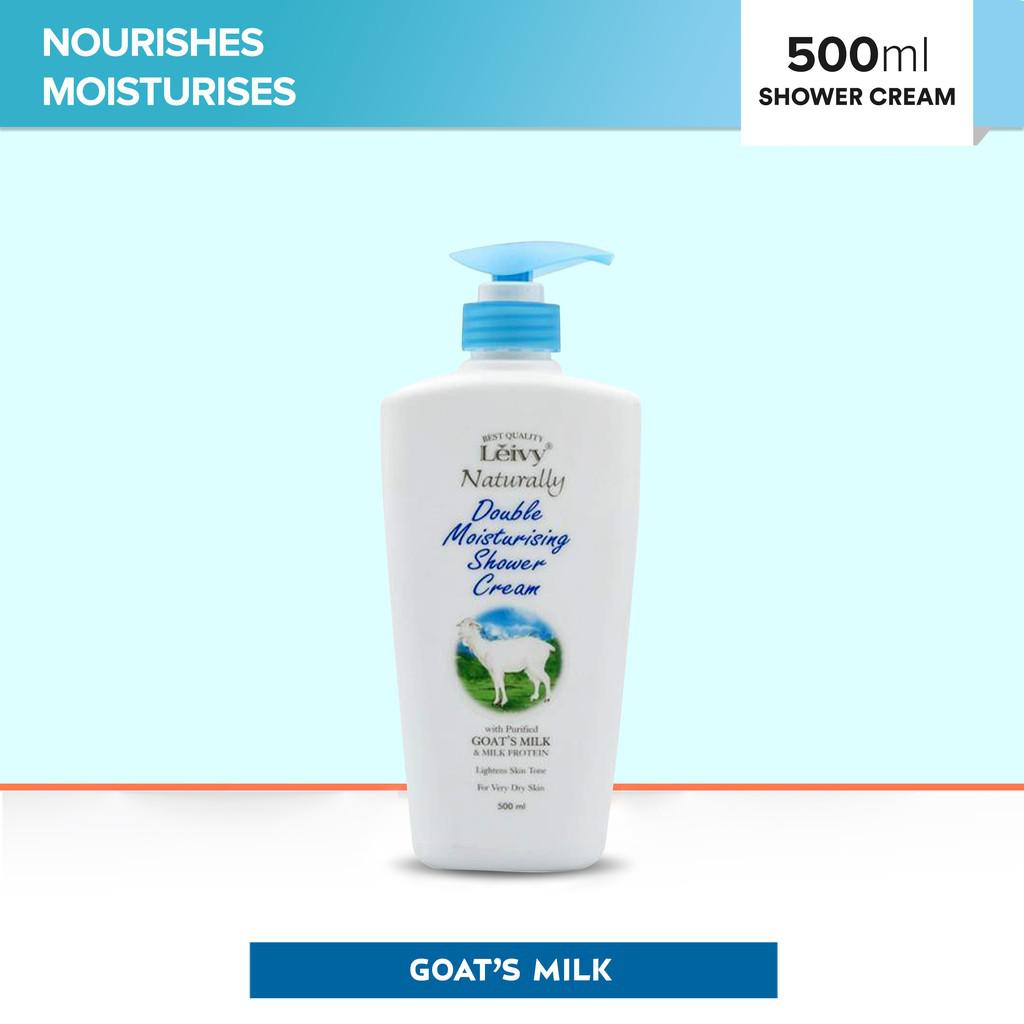 NOURISHES
MOISTURISES
500ml
SHOWER CREAM
BEST QUALITY
Lěivy®
Naturally
Double
Moisturising
Shower
Cream
with Purified
GOAT'S MILK
& MILK PROTEIN
Lightens Skin Tone
For Very Dry Skin
500 ml
GOAT'S MILK